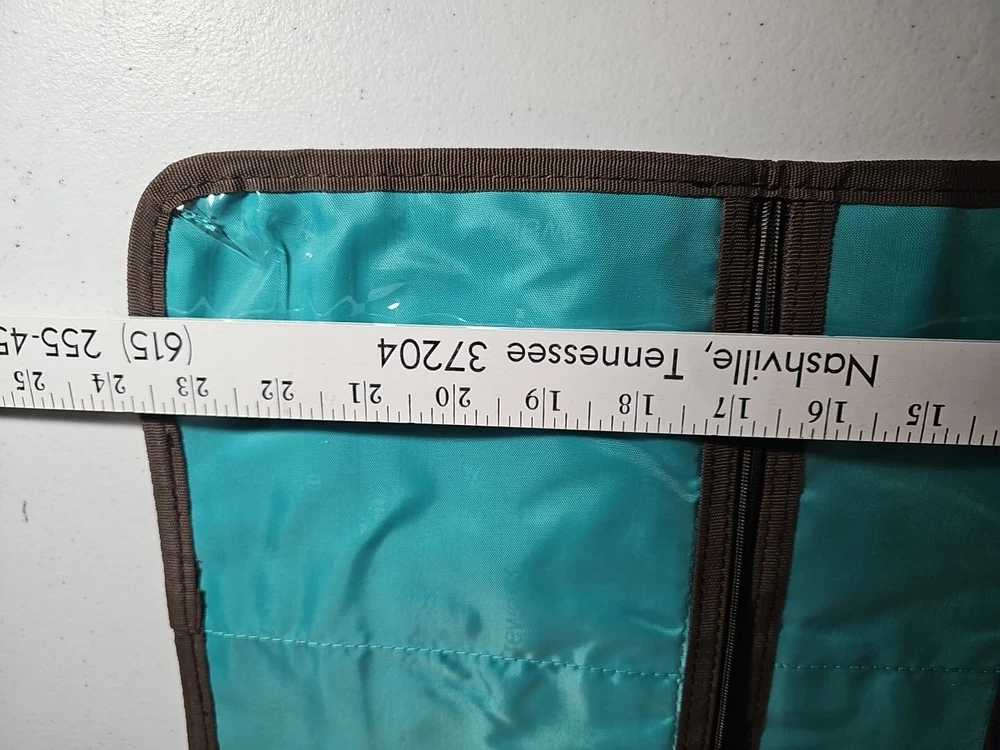 Nashville, Tennessee 37204 (615) 255-45
15 16 17 18 19 20 21 22 23 24 25